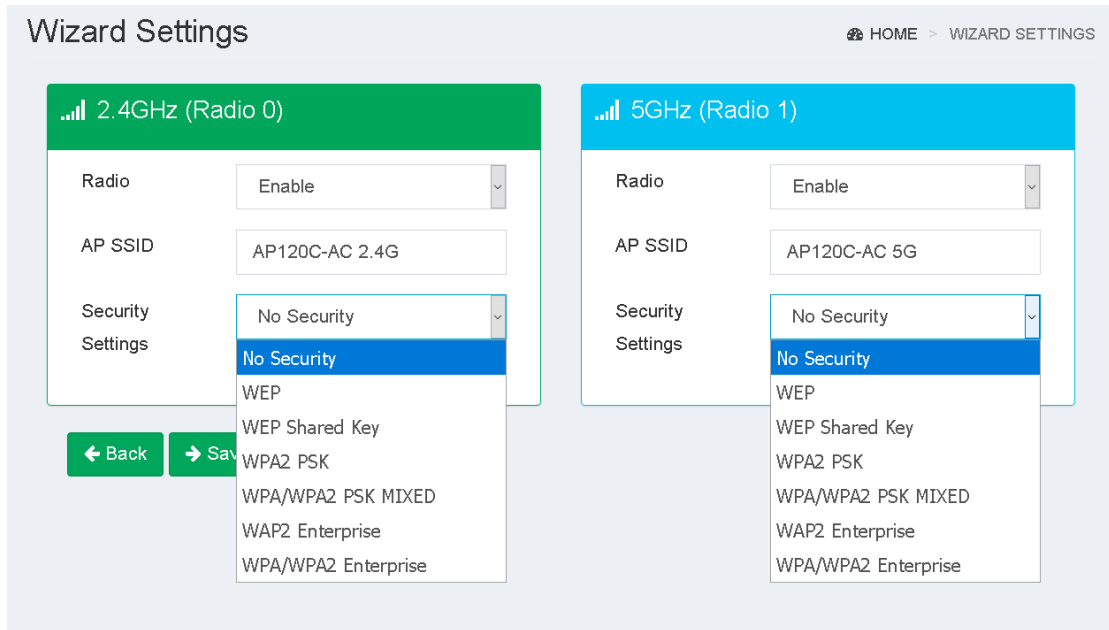 Wizard Settings
HOME > WIZARD SETTINGS
2.4GHz (Radio 0)
Radio
Enable
AP SSID
AP120C-AC 2.4G
Security
Settings
No Security
No Security
WEP
WEP Shared Key
WPA2 PSK
WPA/WPA2 PSK MIXED
WAP2 Enterprise
WPA/WPA2 Enterprise
Back
5GHz (Radio 1)
Radio
Enable
AP SSID
AP120C-AC 5G
Security
Settings
No Security
No Security
WEP
WEP Shared Key
WPA2 PSK
WPA/WPA2 PSK MIXED
WAP2 Enterprise
WPA/WPA2 Enterprise